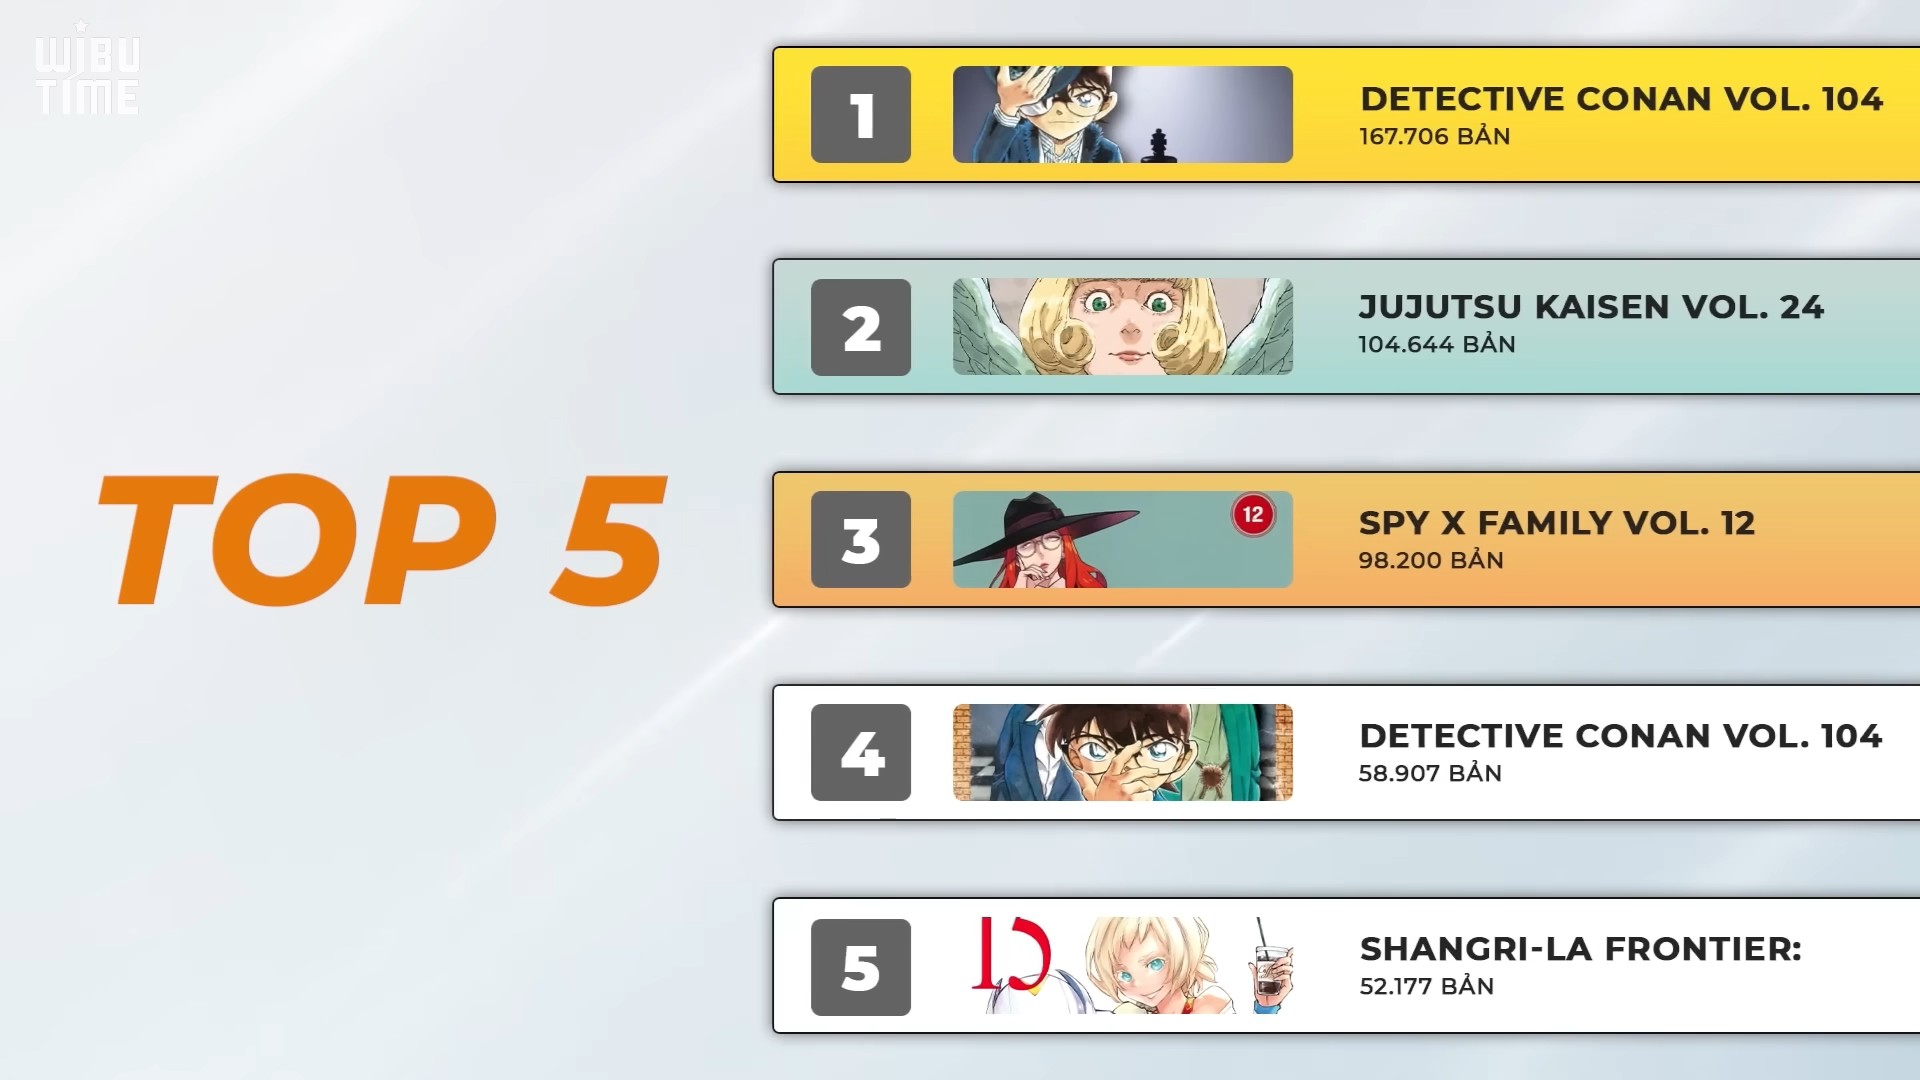 WIBU
TIME
TOP 5
1
DETECTIVE CONAN VOL. 104
167.706 BẢN
2
JUJUTSU KAISEN VOL. 24
104.644 BẢN
3
12
SPY X FAMILY VOL. 12
98.200 BẢN
4
DETECTIVE CONAN VOL. 104
58.907 BẢN
5
SHANGRI-LA FRONTIER:
52.177 BẢN